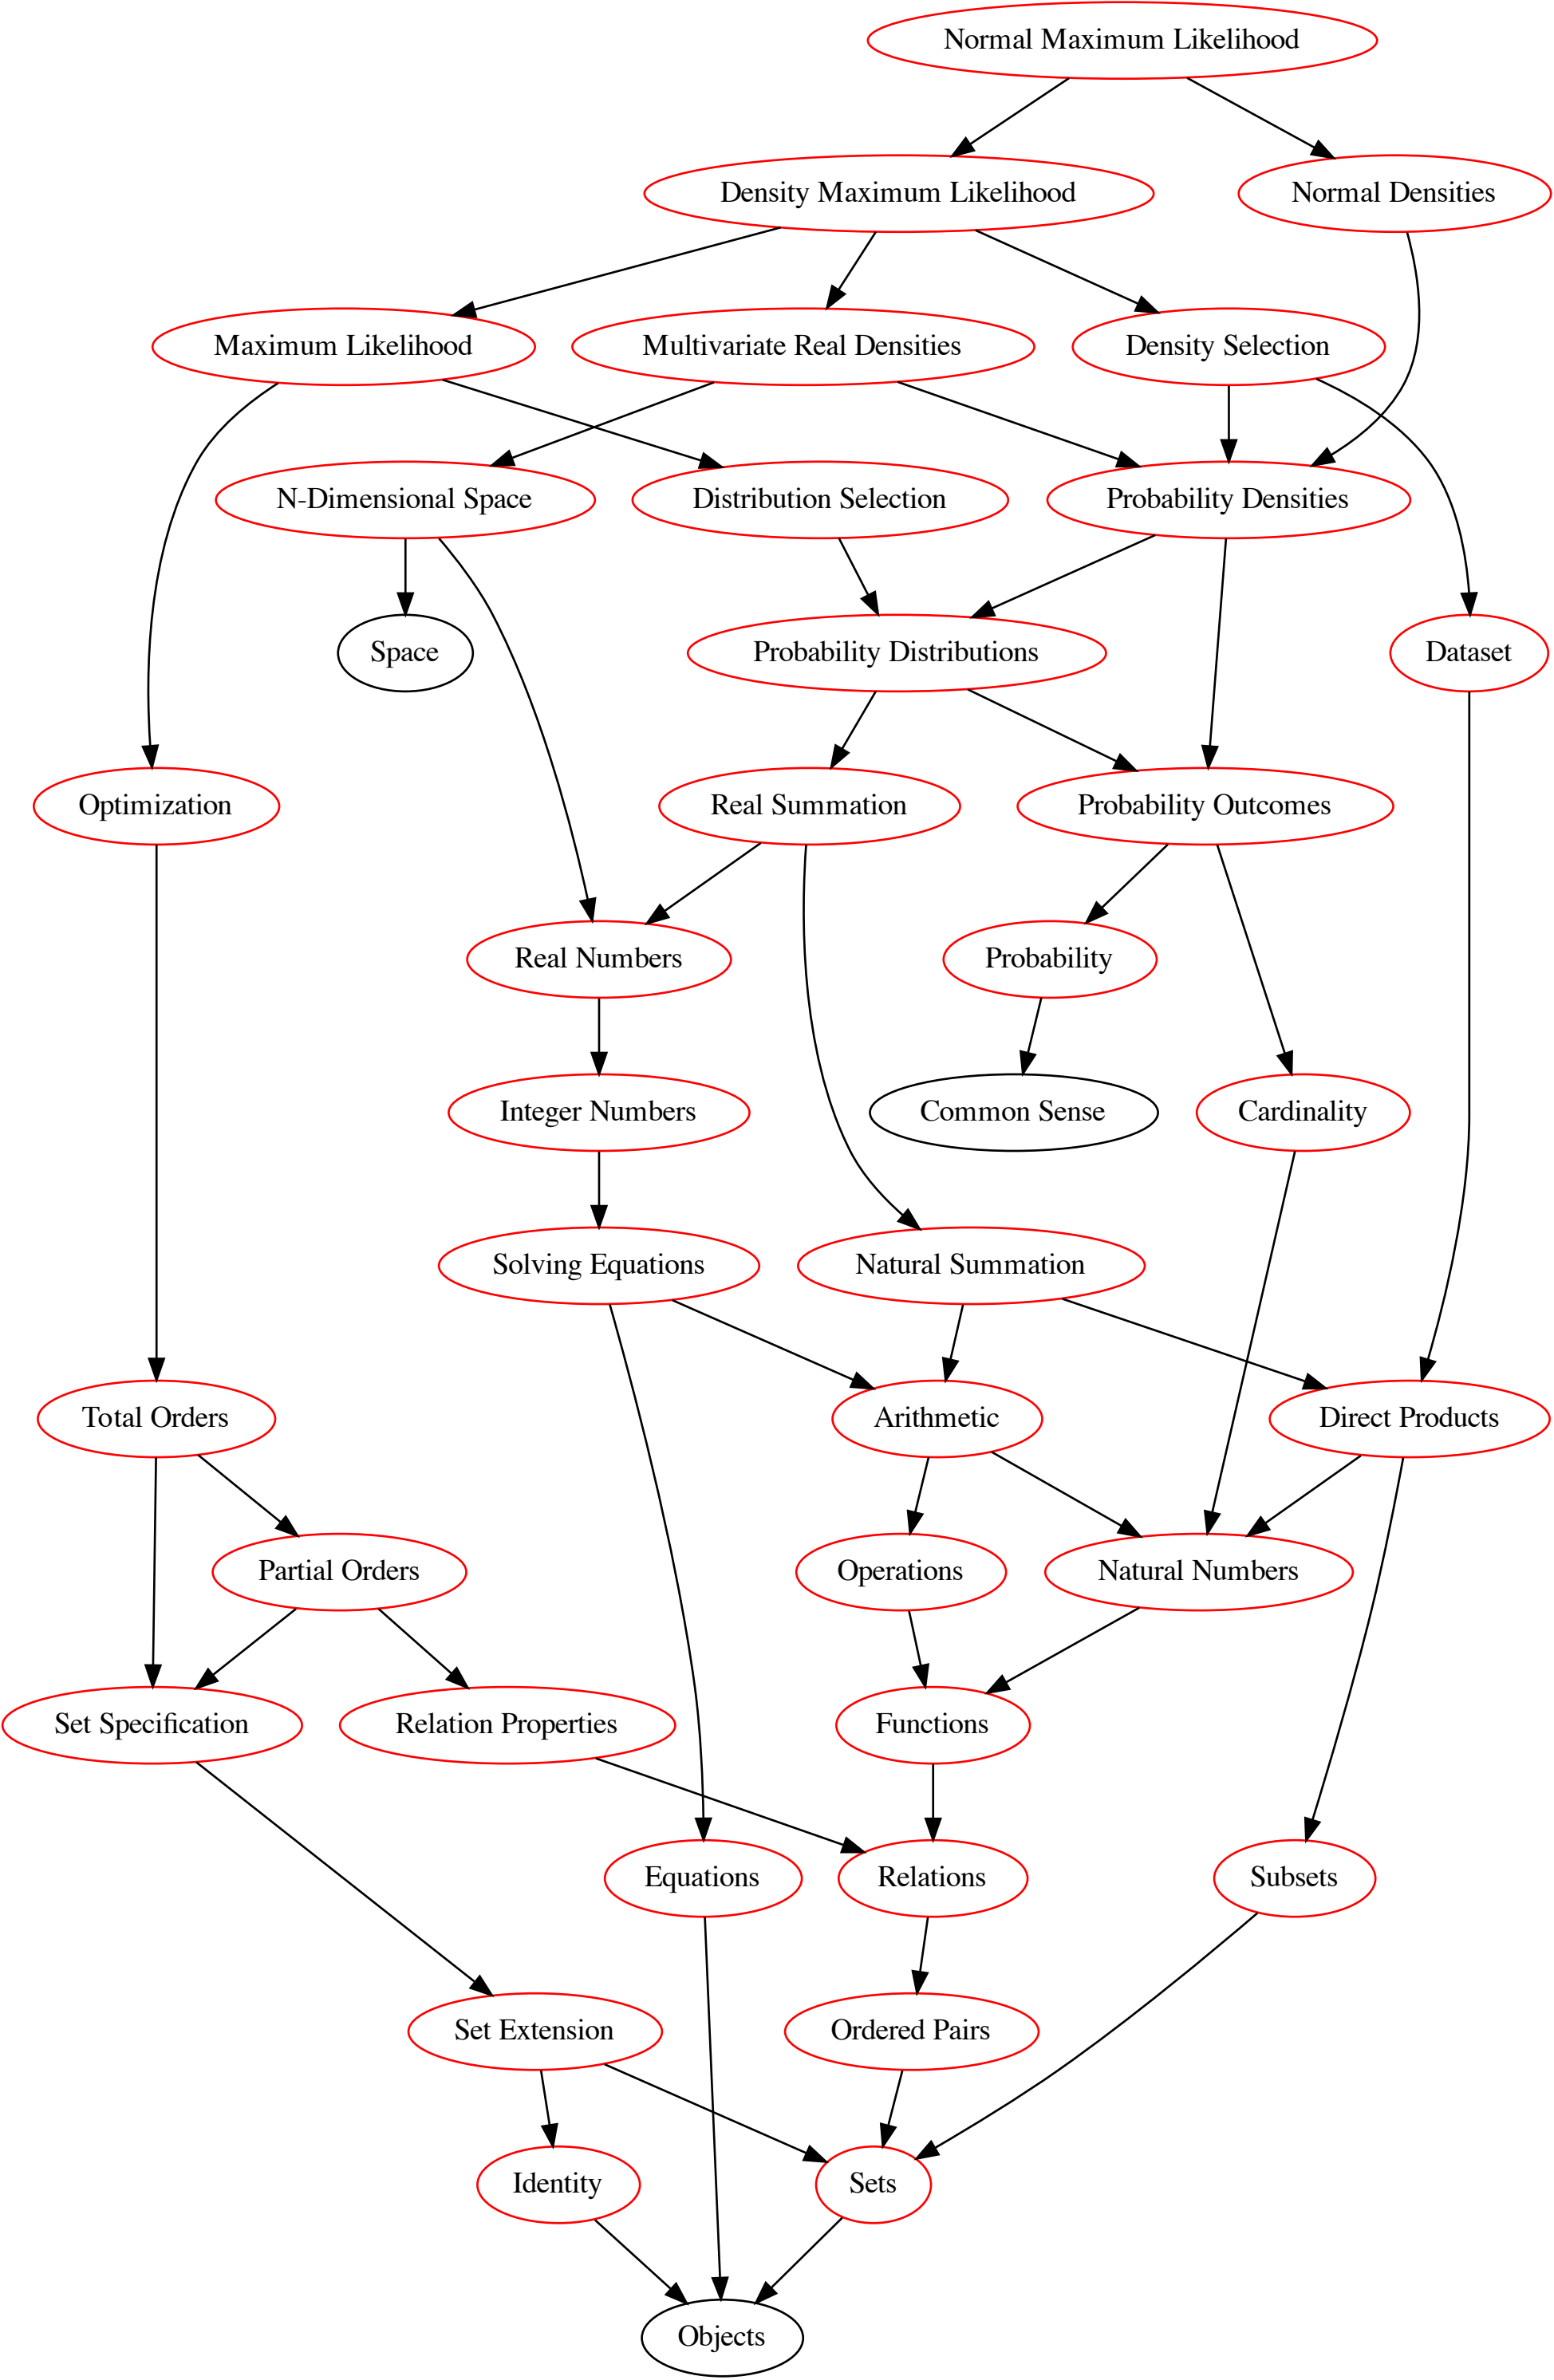 Normal Maximum Likelihood
Density Maximum Likelihood
Normal Densities
Maximum Likelihood
Multivariate Real Densities
Density Selection
N-Dimensional Space
Distribution Selection
Probability Densities
Space
Probability Distributions
Dataset
Optimization
Real Summation
Probability Outcomes
Real Numbers
Probability
Integer Numbers
Common Sense
Cardinality
Solving Equations
Natural Summation
Total Orders
Arithmetic
Direct Products
Partial Orders
Operations
Natural Numbers
Set Specification
Relation Properties
Functions
Equations
Relations
Subsets
Set Extension
Ordered Pairs
Identity
Sets
Objects